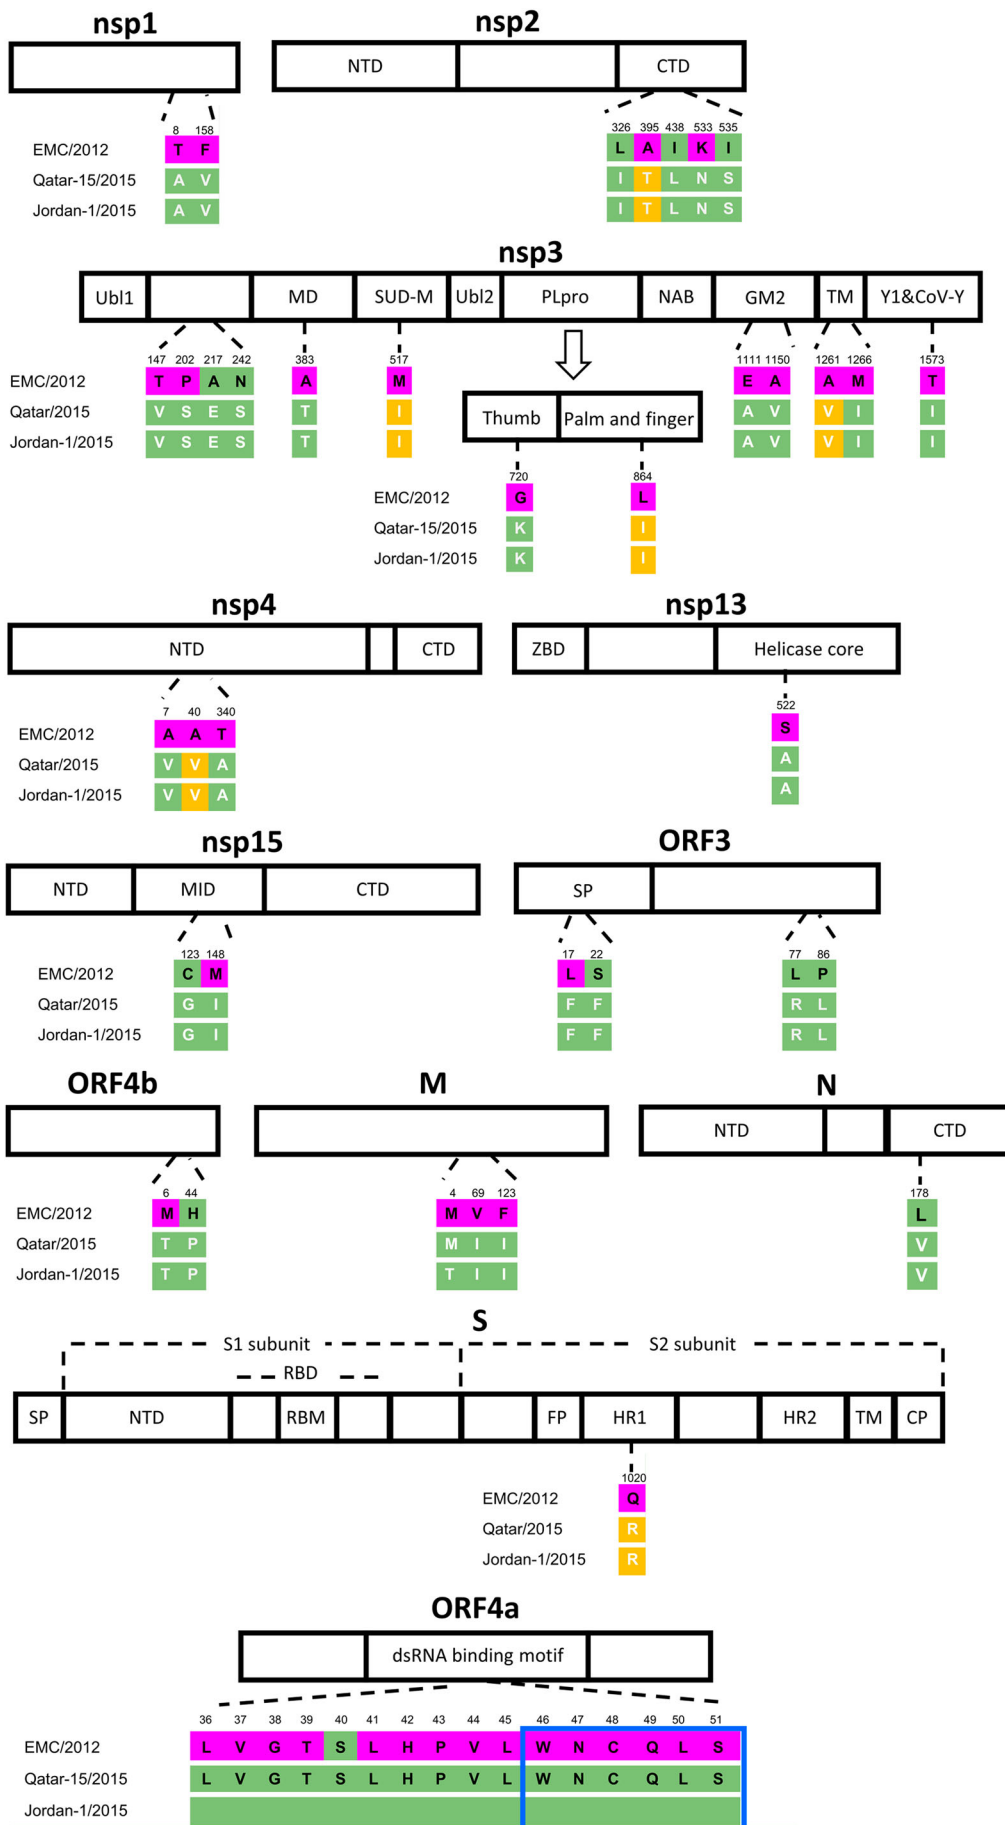 nsp1 nsp2
NTD CTD
8 158
326 395 438 533 535
EMC/2012 T F
L A I K I
Qatar-15/2015 A V
I T L N S
Jordan-1/2015 A V
I T L N S
nsp3
Ubl1 MD SUD-M Ubl2 PLpro NAB GM2 TM Y1&CoV-Y
147 202 217 242 383 517 1111 1150 1261 1266 1573
EMC/2012 T P A N A M E A A M T
Qatar/2015 V S E S T I A V V I I
Jordan-1/2015 V S E S T I A V V I I
Thumb Palm and finger
720 864
EMC/2012 G L
Qatar-15/2015 K I
Jordan-1/2015 K I
nsp4 nsp13
NTD CTD ZBD Helicase core
7 40 340 522
EMC/2012 A A T S
Qatar/2015 V V A A
Jordan-1/2015 V V A A
nsp15 ORF3
NTD MID CTD SP
123 148 17 22 77 86
EMC/2012 C M L S L P
Qatar/2015 G I F F R L
Jordan-1/2015 G I F F R L
ORF4b M N
NTD CTD
6 44 4 69 123 178
EMC/2012 M H M V F L
Qatar/2015 T P M I I V
Jordan-1/2015 T P T I I V
S
S1 subunit S2 subunit
RBD
SP NTD RBM FP HR1 HR2 TM CP
1020
EMC/2012 Q
Qatar/2015 R
Jordan-1/2015 R
ORF4a
dsRNA binding motif
36 37 38 39 40 41 42 43 44 45 46 47 48 49 50 51
EMC/2012 L V G T S L H P V L W N C Q L S
Qatar-15/2015 L V G T S L H P V L W N C Q L S
Jordan-1/2015